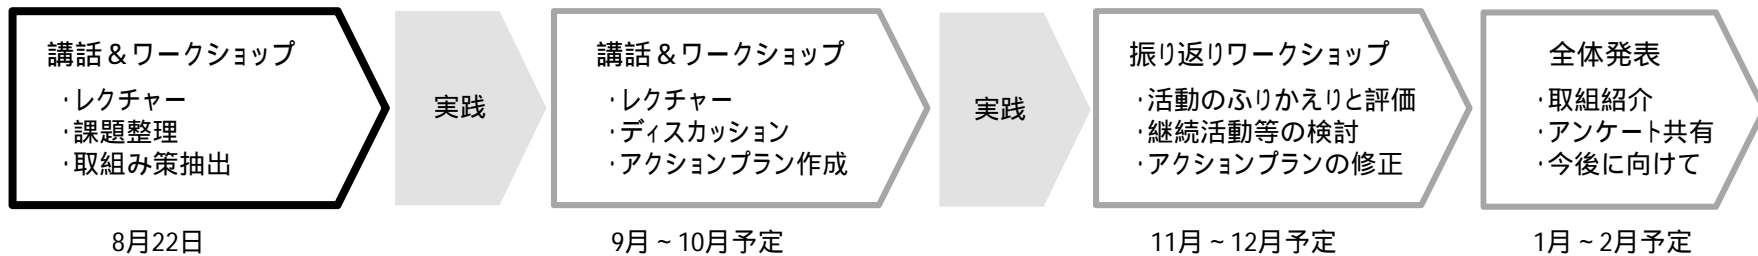 講話＆ワークショップ
・レクチャー
・課題整理
・取組み策抽出
8月22日
実践
講話＆ワークショップ
・レクチャー
・ディスカッション
・アクションプラン作成
9月～10月予定
実践
振り返りワークショップ
・活動のふりかえりと評価
・継続活動等の検討
・アクションプランの修正
11月～12月予定
全体発表
・取組紹介
・アンケート共有
・今後に向けて
1月～2月予定